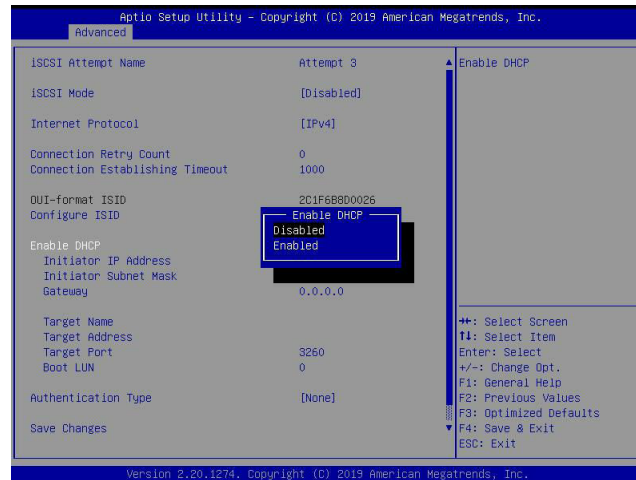 Aptio Setup Utility – Copyright (C) 2019 American Megatrends, Inc.
Advanced
iSCSI Attempt Name Attempt 3
iSCSI Mode [Disabled]
Internet Protocol [IPv4]
Connection Retry Count 0
Connection Establishing Timeout 1000
OUI-format ISID 2C1F6B8D0026
Configure ISID
Enable DHCP
Initiator IP Address
Initiator Subnet Mask
Gateway 0.0.0.0
Target Name
Target Address
Target Port 3260
Boot LUN 0
Authentication Type [None]
Save Changes
Enable DHCP
Disabled
Enabled
Enable DHCP
→←: Select Screen
↑↓: Select Item
Enter: Select
+/-: Change Opt.
F1: General Help
F2: Previous Values
F3: Optimized Defaults
F4: Save & Exit
ESC: Exit
Version 2.20.1274. Copyright (C) 2019 American Megatrends, Inc.